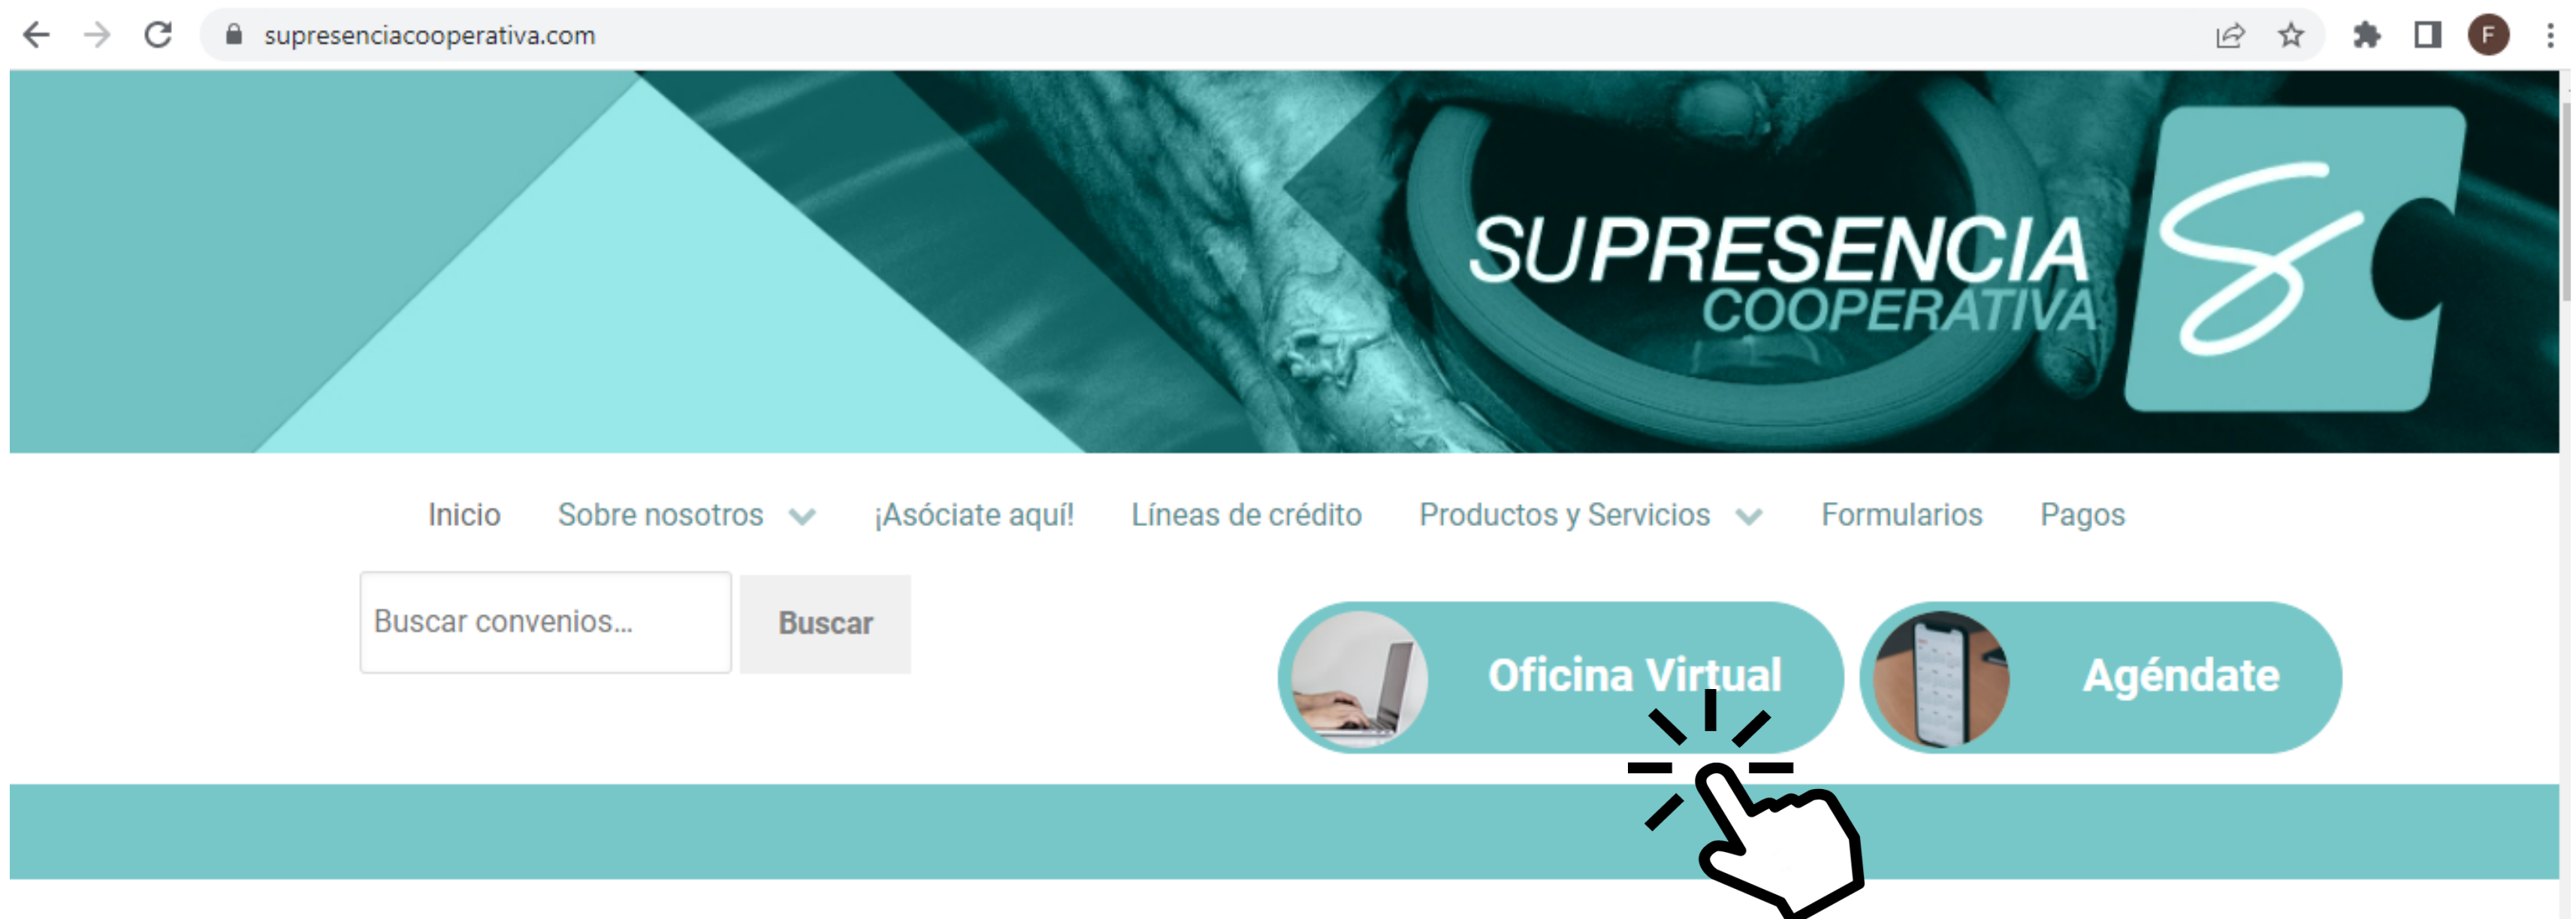 supresenciacooperativa.com
F
SUPRESENCIA
COOPERATIVA
Inicio Sobre nosotros ¡Asóciate aquí! Líneas de crédito Productos y Servicios Formularios Pagos
Buscar convenios... Buscar
Oficina Virtual Agéndate